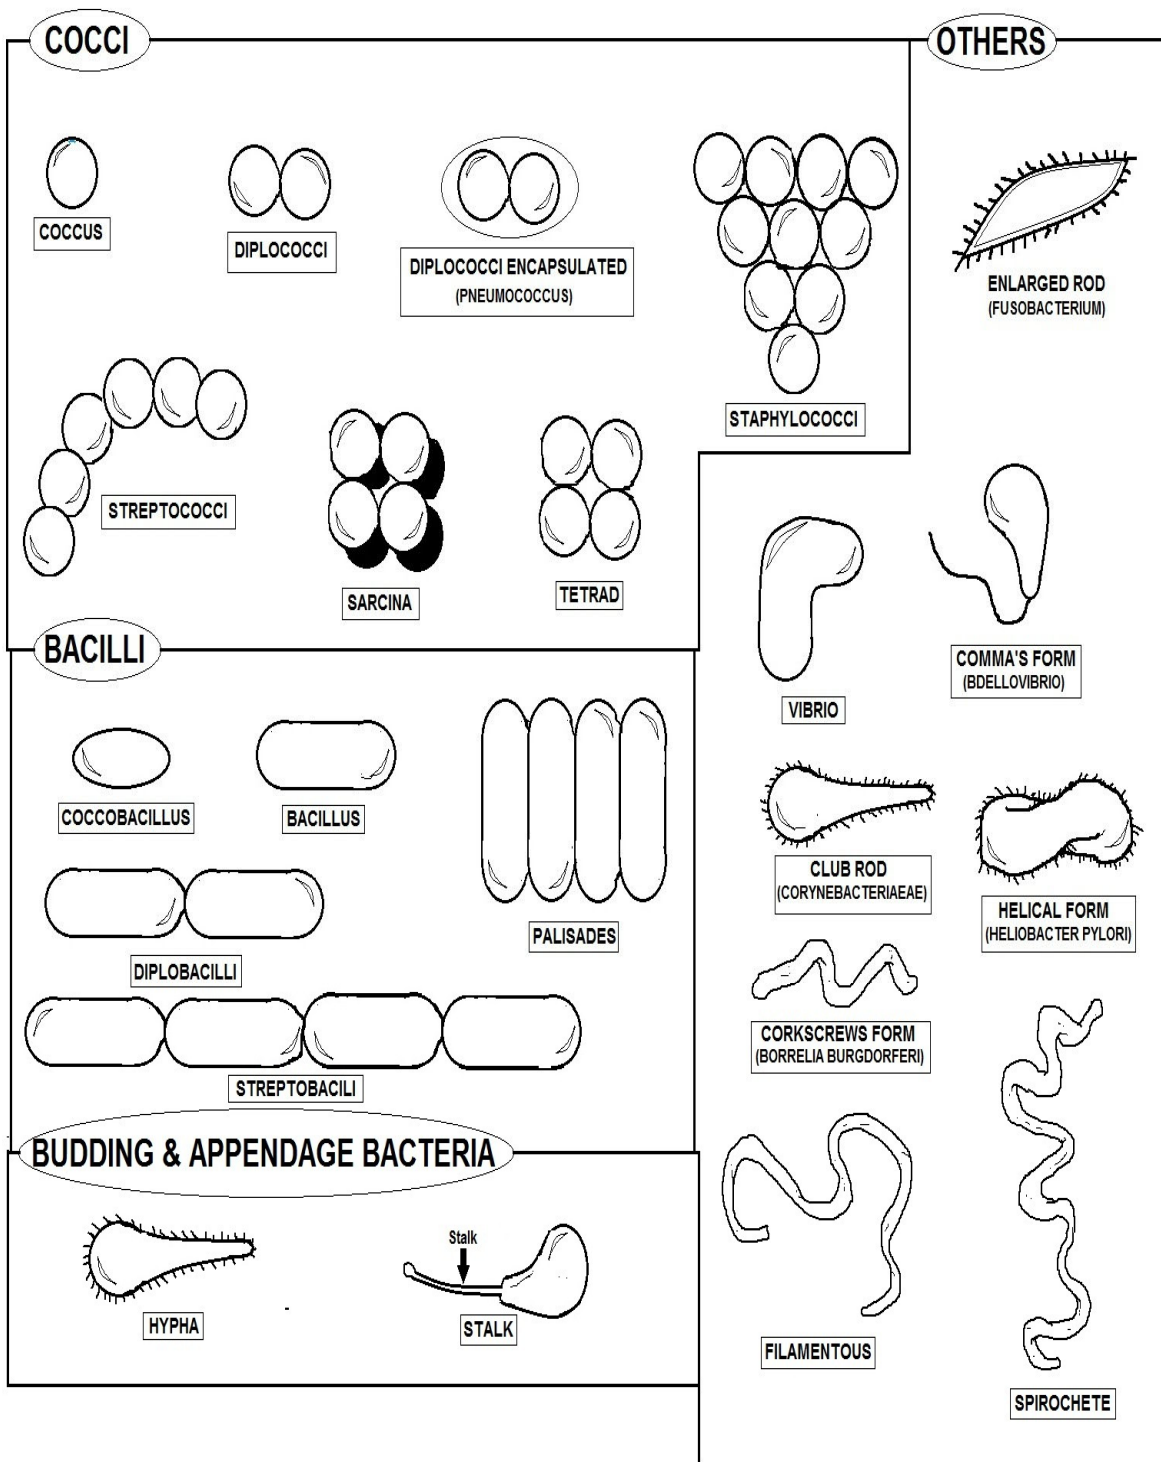 COCCI
OTHERS
COCCUS
DIPLOCOCCI
DIPLOCOCCI ENCAPSULATED
(PNEUMOCOCCUS)
STAPHYLOCOCCI
ENLARGED ROD
(FUSOBACTERIUM)
STREPTOCOCCI
SARCINA
TETRAD
VIBRIO
COMMA'S FORM
(BDELLOVIBRIO)
BACILLI
COCCOBACILLUS
BACILLUS
PALISADES
DIPLOBACILLI
STREPTOBACILI
CLUB ROD
(CORYNEBACTERIAEAE)
HELICAL FORM
(HELIOBACTER PYLORI)
CORKSCREWS FORM
(BORRELIA BURGDORFERI)
BUDDING & APPENDAGE BACTERIA
HYPHA
Stalk
STALK
FILAMENTOUS
SPIROCHETE